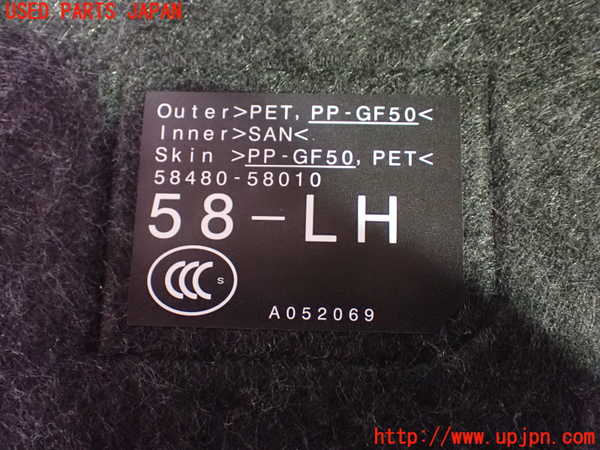 USED PARTS JAPAN
Outer>PET, PP-GF50<
Inner>SAN<
Skin >PP-GF50, PET<
58480-58010
58-LH
CCC S
A052069
http://www.upjpn.com/